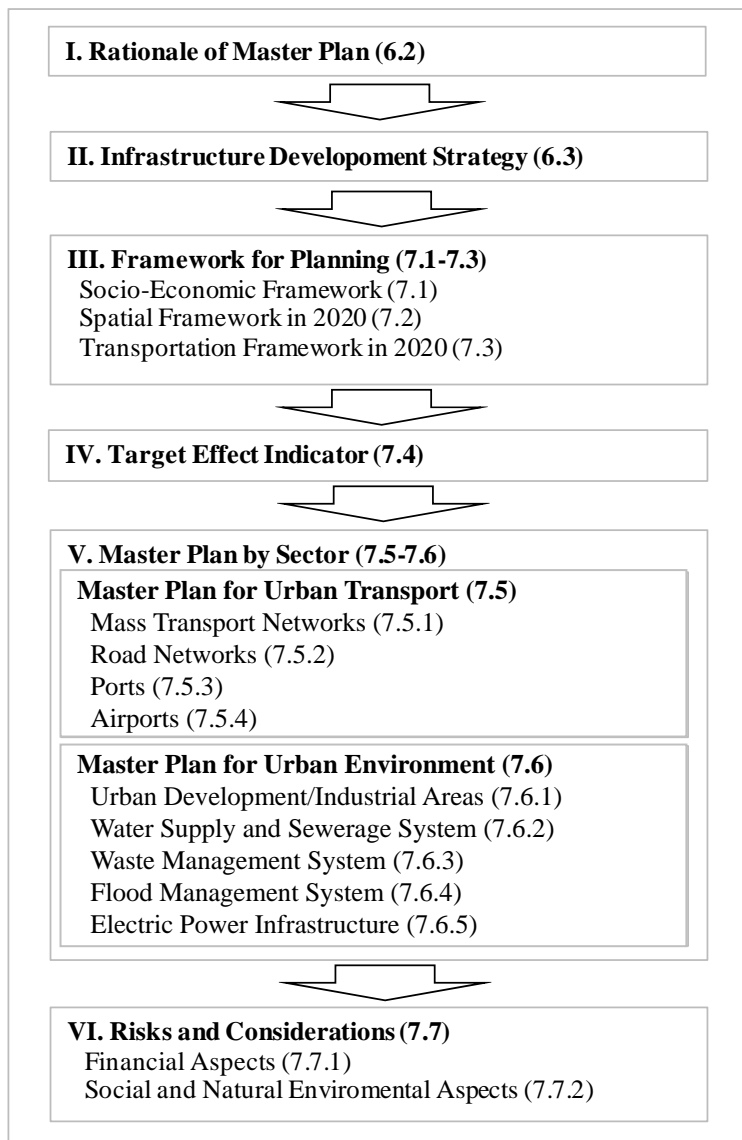 I. Rationale of Master Plan (6.2)
II. Infrastructure Developoment Strategy (6.3)
III. Framework for Planning (7.1-7.3)
Socio-Economic Framework (7.1)
Spatial Framework in 2020 (7.2)
Transportation Framework in 2020 (7.3)
IV. Target Effect Indicator (7.4)
V. Master Plan by Sector (7.5-7.6)
Master Plan for Urban Transport (7.5)
Mass Transport Networks (7.5.1)
Road Networks (7.5.2)
Ports (7.5.3)
Airports (7.5.4)
Master Plan for Urban Environment (7.6)
Urban Development/Industrial Areas (7.6.1)
Water Supply and Sewerage System (7.6.2)
Waste Management System (7.6.3)
Flood Management System (7.6.4)
Electric Power Infrastructure (7.6.5)
VI. Risks and Considerations (7.7)
Financial Aspects (7.7.1)
Social and Natural Enviromental Aspects (7.7.2)